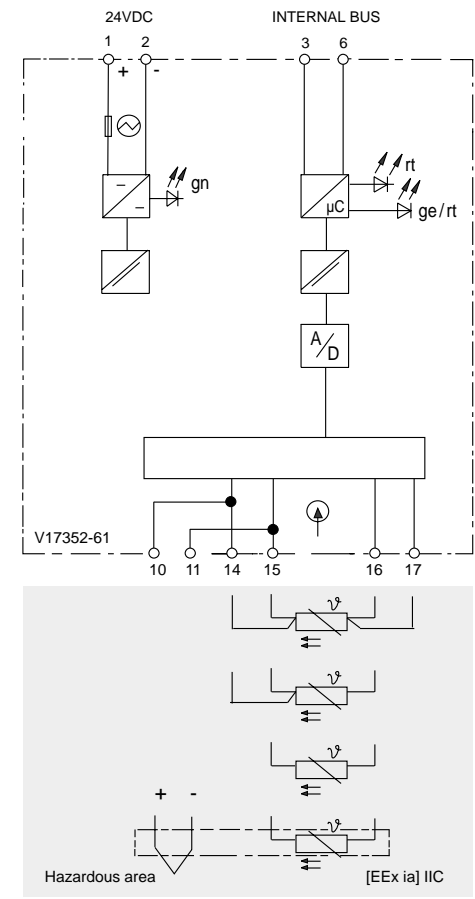 24VDC INTERNAL BUS
1 2 3 6
+ -
gn
rt
µC
ge/rt
A/D
V17352-61
10 11 14 15 16 17
ϑ
ϑ
ϑ
+ -
ϑ
Hazardous area [EEx ia] IIC